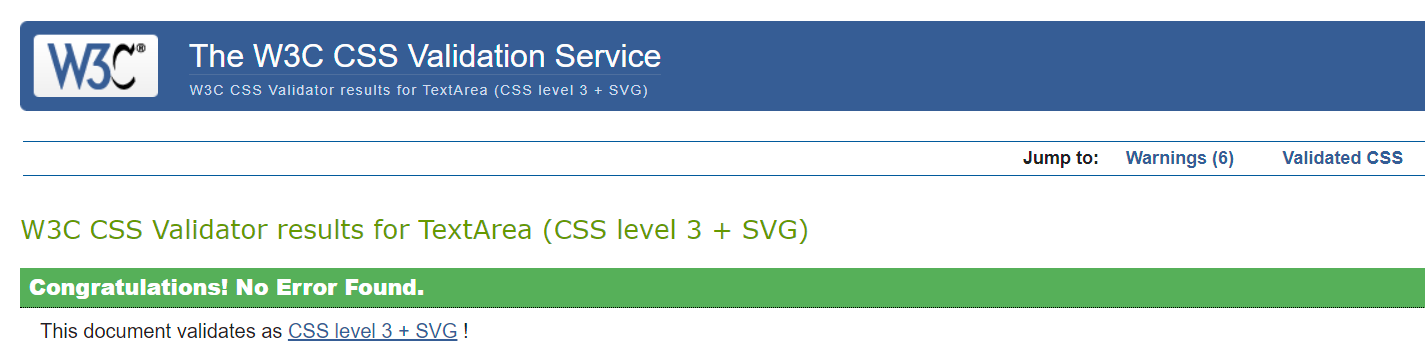 W3C®
The W3C CSS Validation Service
W3C CSS Validator results for TextArea (CSS level 3 + SVG)
Jump to: Warnings (6) Validated CSS
W3C CSS Validator results for TextArea (CSS level 3 + SVG)
Congratulations! No Error Found.
This document validates as CSS level 3 + SVG !